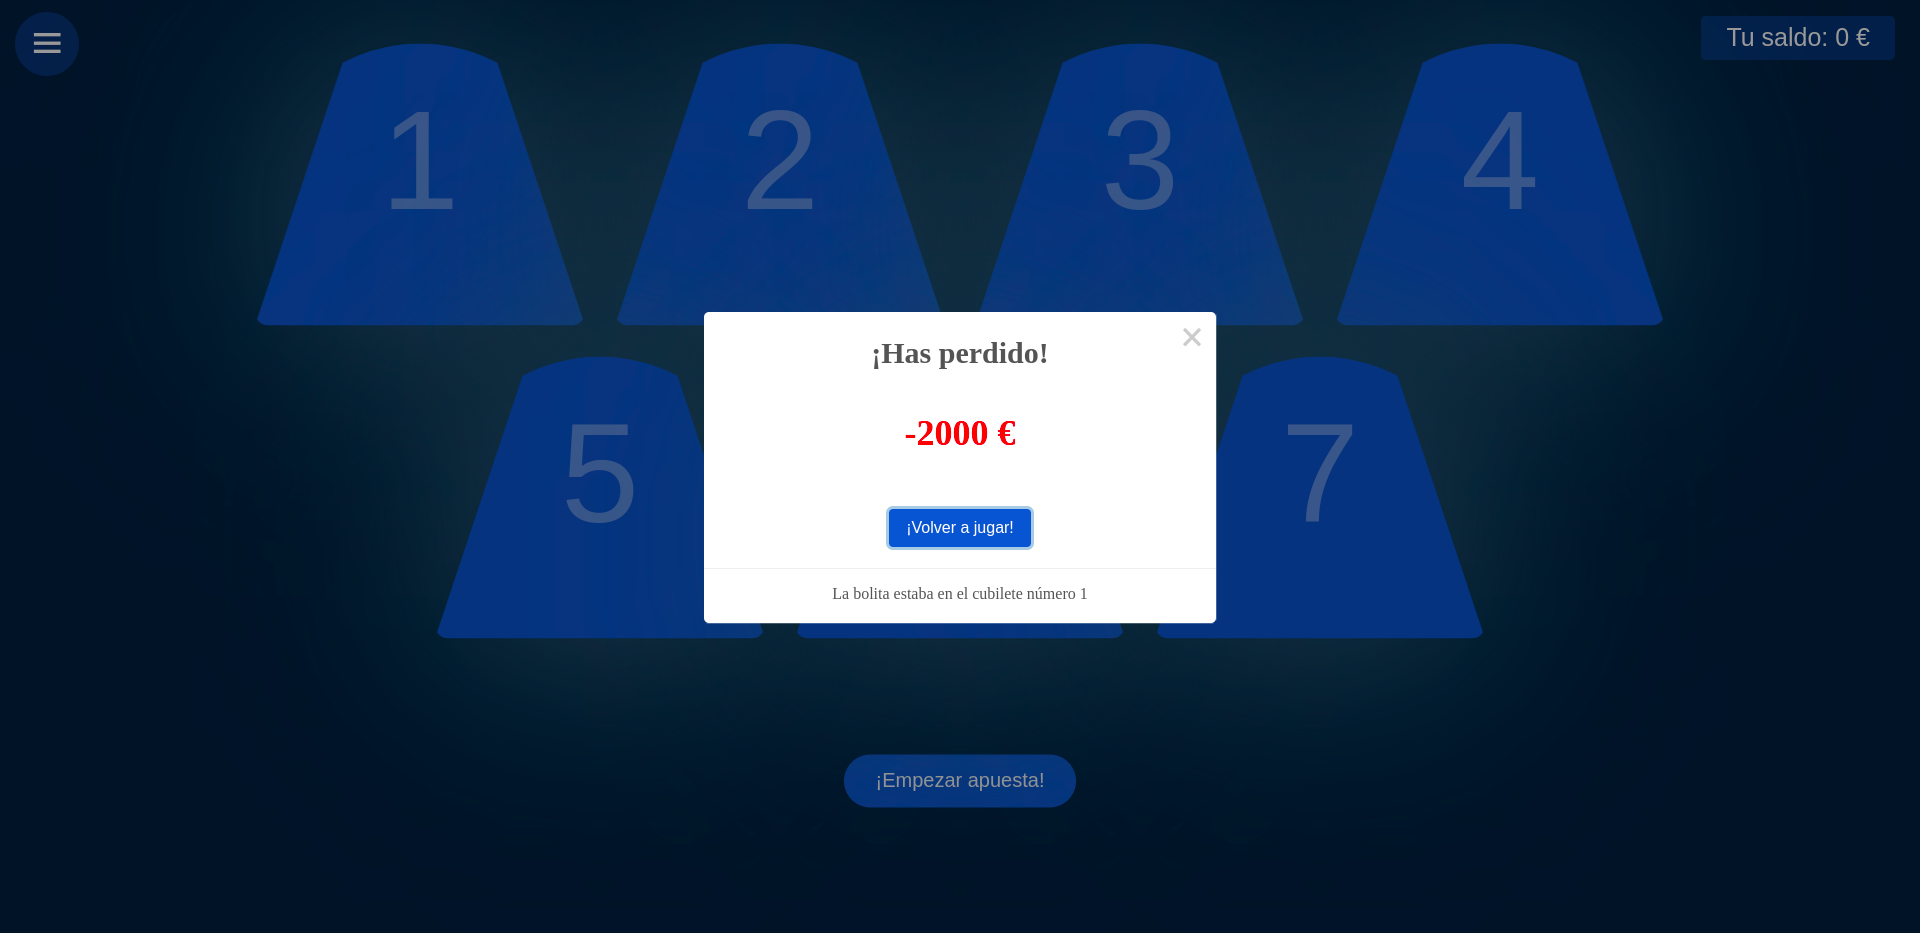 Tu saldo: 0 €
1 2 3 4
¡Has perdido!
-2000 €
5 7
¡Volver a jugar!
La bolita estaba en el cubilete número 1
¡Empezar apuesta!